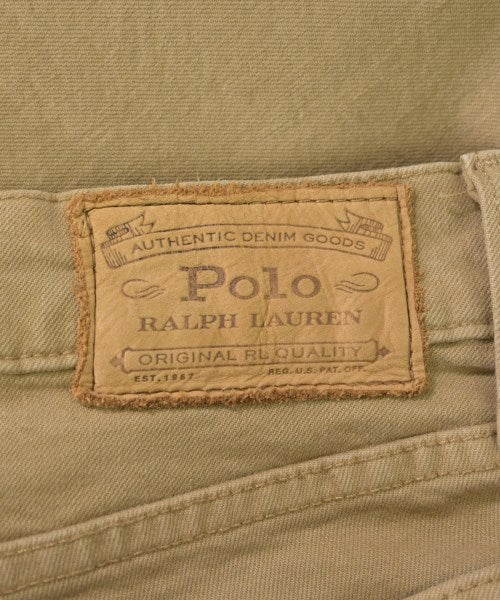 AUTHENTIC DENIM GOODS
Polo
RALPH LAUREN
ORIGINAL RL QUALITY
EST. 1967 REG. U.S. PAT. OFF.